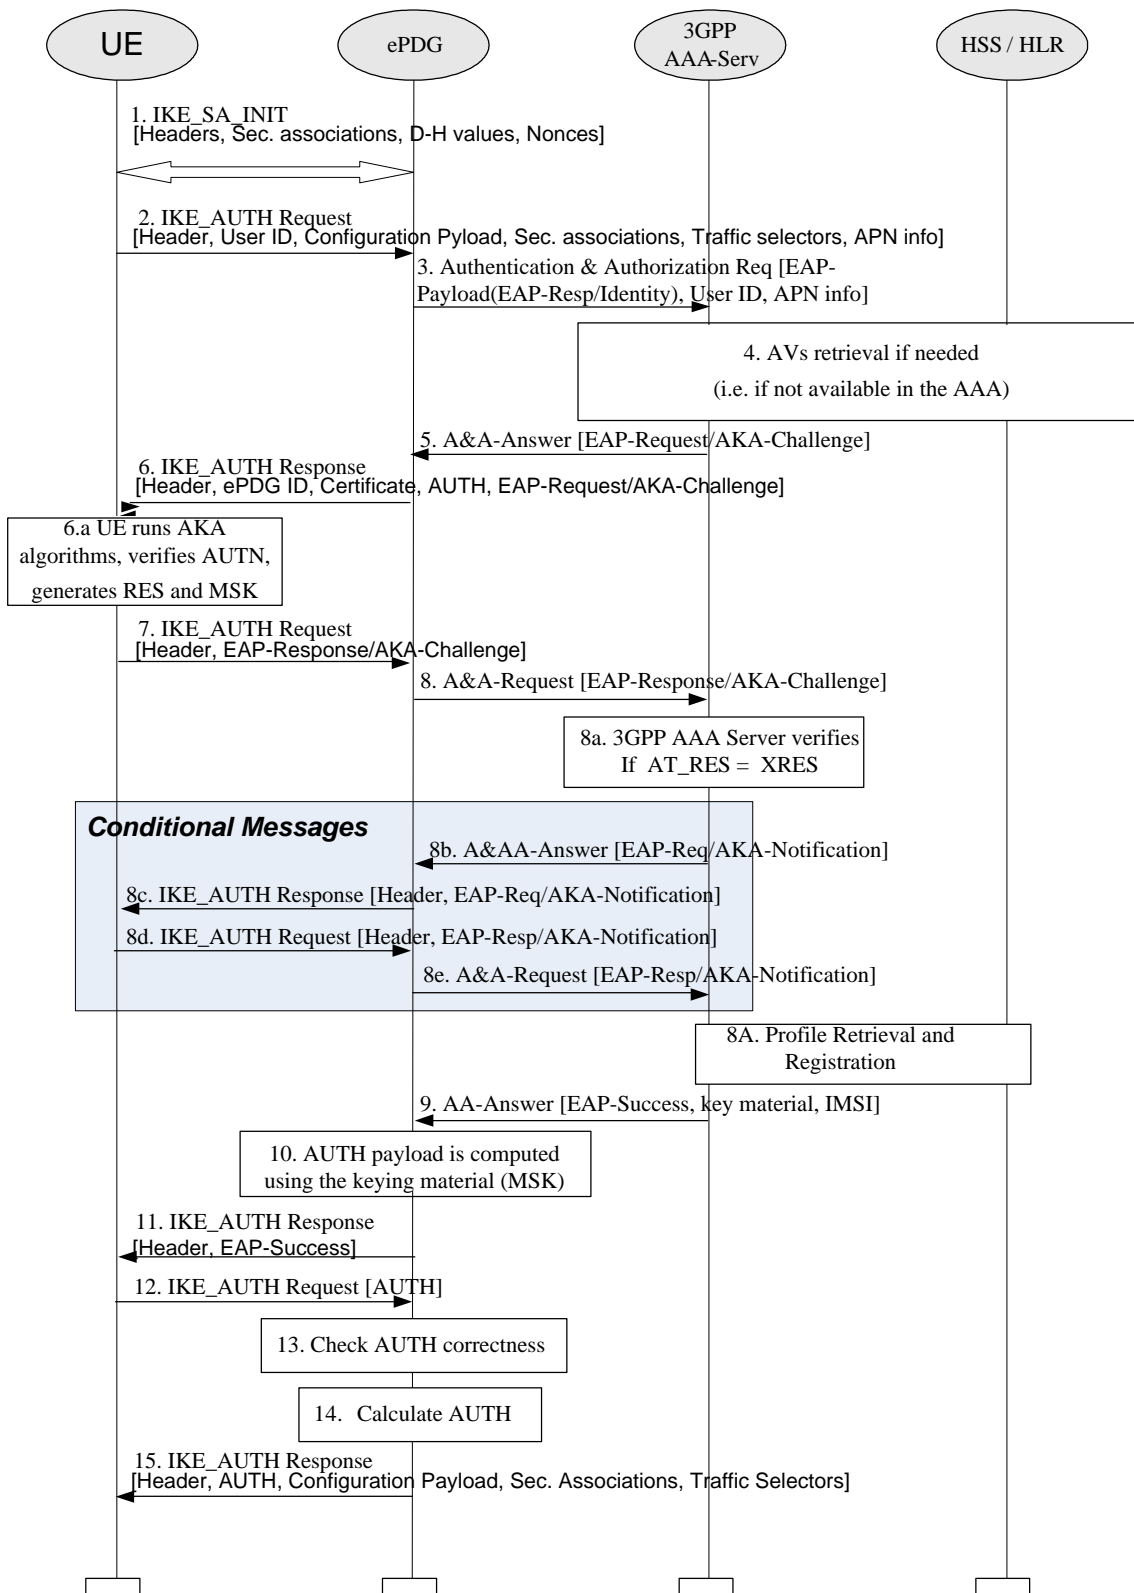 UE
ePDG
3GPP
AAA-Serv
HSS / HLR
1. IKE_SA_INIT
[Headers, Sec. associations, D-H values, Nonces]
2. IKE_AUTH Request
[Header, User ID, Configuration Pyload, Sec. associations, Traffic selectors, APN info]
3. Authentication & Authorization Req [EAP-
Payload(EAP-Resp/Identity), User ID, APN info]
4. AVs retrieval if needed
(i.e. if not available in the AAA)
5. A&A-Answer [EAP-Request/AKA-Challenge]
6. IKE_AUTH Response
[Header, ePDG ID, Certificate, AUTH, EAP-Request/AKA-Challenge]
6.a UE runs AKA
algorithms, verifies AUTN,
generates RES and MSK
7. IKE_AUTH Request
[Header, EAP-Response/AKA-Challenge]
8. A&A-Request [EAP-Response/AKA-Challenge]
8a. 3GPP AAA Server verifies
If AT_RES = XRES
Conditional Messages
8b. A&AA-Answer [EAP-Req/AKA-Notification]
8c. IKE_AUTH Response [Header, EAP-Req/AKA-Notification]
8d. IKE_AUTH Request [Header, EAP-Resp/AKA-Notification]
8e. A&A-Request [EAP-Resp/AKA-Notification]
8A. Profile Retrieval and
Registration
9. AA-Answer [EAP-Success, key material, IMSI]
10. AUTH payload is computed
using the keying material (MSK)
11. IKE_AUTH Response
[Header, EAP-Success]
12. IKE_AUTH Request [AUTH]
13. Check AUTH correctness
14. Calculate AUTH
15. IKE_AUTH Response
[Header, AUTH, Configuration Payload, Sec. Associations, Traffic Selectors]